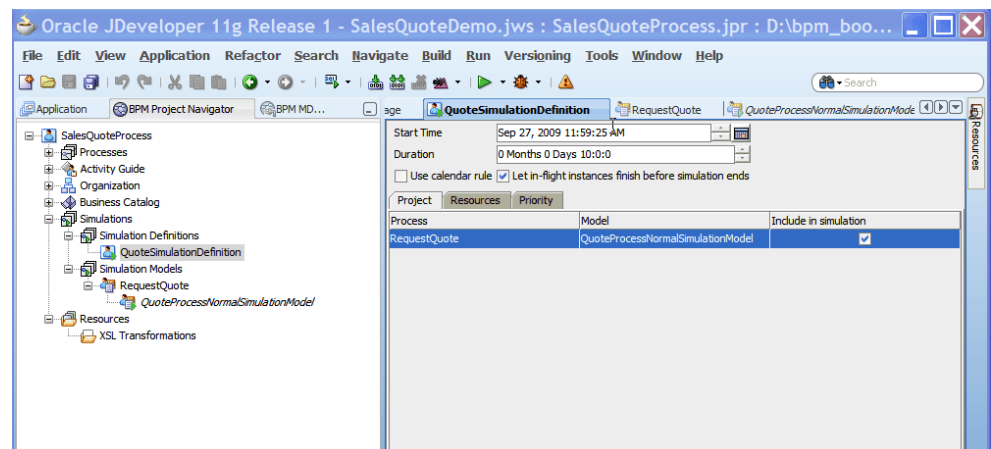 Oracle JDeveloper 11g Release 1 - SalesQuoteDemo.jws : SalesQuoteProcess.jpr : D:\bpm_boo...
File Edit View Application Refactor Search Navigate Build Run Versioning Tools Window Help
Search
Application BPM Project Navigator BPM MD...
age QuoteSimulationDefinition RequestQuote QuoteProcessNormalSimulationMode
Resources
SalesQuoteProcess
Processes
Activity Guide
Organization
Business Catalog
Simulations
Simulation Definitions
QuoteSimulationDefinition
Simulation Models
RequestQuote
QuoteProcessNormalSimulationModel
Resources
XSL Transformations
Start Time Sep 27, 2009 11:59:25 AM
Duration 0 Months 0 Days 10:0:0
Use calendar rule Let in-flight instances finish before simulation ends
Project Resources Priority
Process Model Include in simulation
RequestQuote QuoteProcessNormalSimulationModel